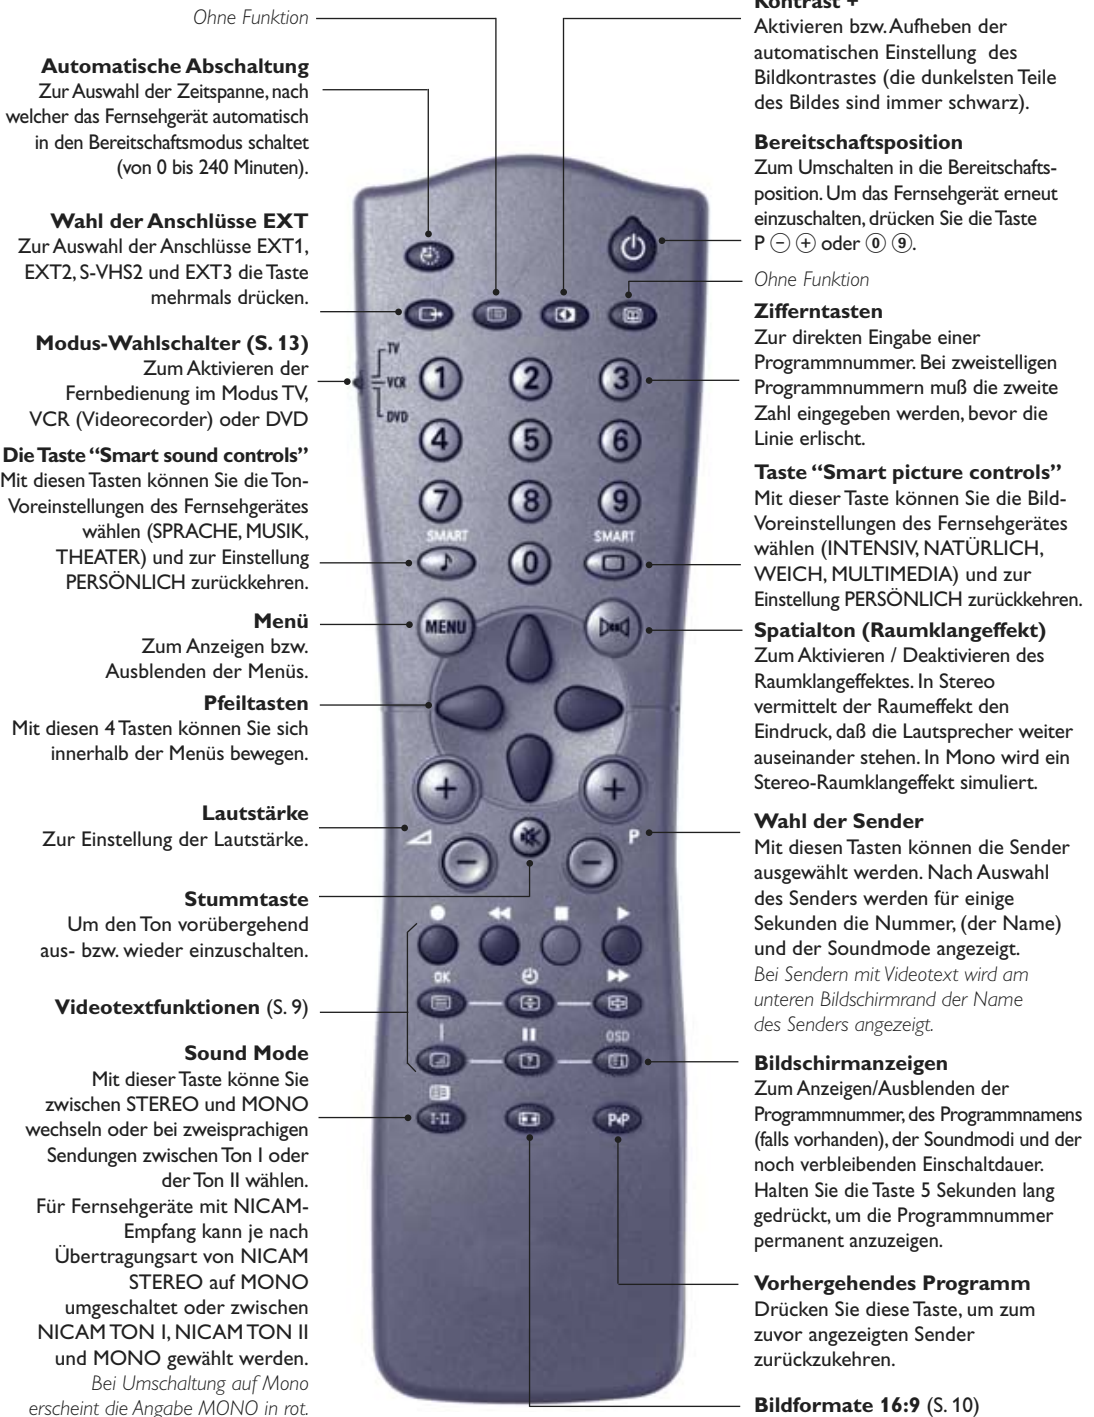 Ohne Funktion
Automatische Abschaltung
Zur Auswahl der Zeitspanne, nach
welcher das Fernsehgerät automatisch
in den Bereitschaftsmodus schaltet
(von 0 bis 240 Minuten).
Wahl der Anschlüsse EXT
Zur Auswahl der Anschlüsse EXT1,
EXT2, S-VHS2 und EXT3 die Taste
mehrmals drücken.
Modus-Wahlschalter (S. 13)
Zum Aktivieren der
Fernbedienung im Modus TV,
VCR (Videorecorder) oder DVD
Die Taste “Smart sound controls”
Mit diesen Tasten können Sie die Ton-
Voreinstellungen des Fernsehgerätes
wählen (SPRACHE, MUSIK,
THEATER) und zur Einstellung
PERSÖNLICH zurückkehren.
Menü
Zum Anzeigen bzw.
Ausblenden der Menüs.
Pfeiltasten
Mit diesen 4 Tasten können Sie sich
innerhalb der Menüs bewegen.
Lautstärke
Zur Einstellung der Lautstärke.
Stummtaste
Um den Ton vorübergehend
aus- bzw. wieder einzuschalten.
Videotextfunktionen (S. 9)
Sound Mode
Mit dieser Taste könne Sie
zwischen STEREO und MONO
wechseln oder bei zweisprachigen
Sendungen zwischen Ton I oder
der Ton II wählen.
Für Fernsehgeräte mit NICAM-
Empfang kann je nach
Übertragungsart von NICAM
STEREO auf MONO
umgeschaltet oder zwischen
NICAM TON I, NICAM TON II
und MONO gewählt werden.
Bei Umschaltung auf Mono
erscheint die Angabe MONO in rot.
TV
VCR
DVD
1 2 3
4 5 6
7 8 9
SMART SMART
0
MENU
+ +
P
− −
OK
OSD
I-II
P◂P
Kontrast +
Aktivieren bzw. Aufheben der
automatischen Einstellung des
Bildkontrastes (die dunkelsten Teile
des Bildes sind immer schwarz).
Bereitschaftsposition
Zum Umschalten in die Bereitschafts-
position. Um das Fernsehgerät erneut
einzuschalten, drücken Sie die Taste
P ⊖ ⊕ oder ⓪ ⑨.
Ohne Funktion
Zifferntasten
Zur direkten Eingabe einer
Programmnummer. Bei zweistelligen
Programmnummern muß die zweite
Zahl eingegeben werden, bevor die
Linie erlischt.
Taste “Smart picture controls”
Mit dieser Taste können Sie die Bild-
Voreinstellungen des Fernsehgerätes
wählen (INTENSIV, NATÜRLICH,
WEICH, MULTIMEDIA) und zur
Einstellung PERSÖNLICH zurückkehren.
Spatialton (Raumklangeffekt)
Zum Aktivieren / Deaktivieren des
Raumklangeffektes. In Stereo
vermittelt der Raumeffekt den
Eindruck, daß die Lautsprecher weiter
auseinander stehen. In Mono wird ein
Stereo-Raumklangeffekt simuliert.
Wahl der Sender
Mit diesen Tasten können die Sender
ausgewählt werden. Nach Auswahl
des Senders werden für einige
Sekunden die Nummer, (der Name)
und der Soundmode angezeigt.
Bei Sendern mit Videotext wird am
unteren Bildschirmrand der Name
des Senders angezeigt.
Bildschirmanzeigen
Zum Anzeigen/Ausblenden der
Programmnummer, des Programmnamens
(falls vorhanden), der Soundmodi und der
noch verbleibenden Einschaltdauer.
Halten Sie die Taste 5 Sekunden lang
gedrückt, um die Programmnummer
permanent anzuzeigen.
Vorhergehendes Programm
Drücken Sie diese Taste, um zum
zuvor angezeigten Sender
zurückzukehren.
Bildformate 16:9 (S. 10)